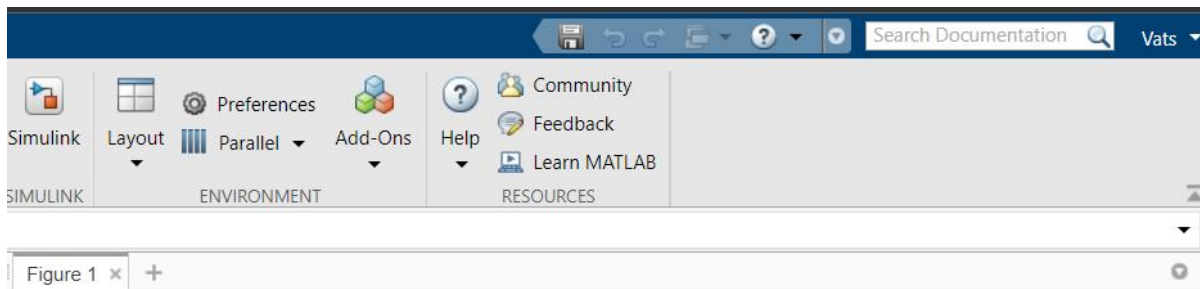 Search Documentation
Vats
Simulink
Layout
Preferences
Parallel
Add-Ons
Help
Community
Feedback
Learn MATLAB
SIMULINK
ENVIRONMENT
RESOURCES
Figure 1